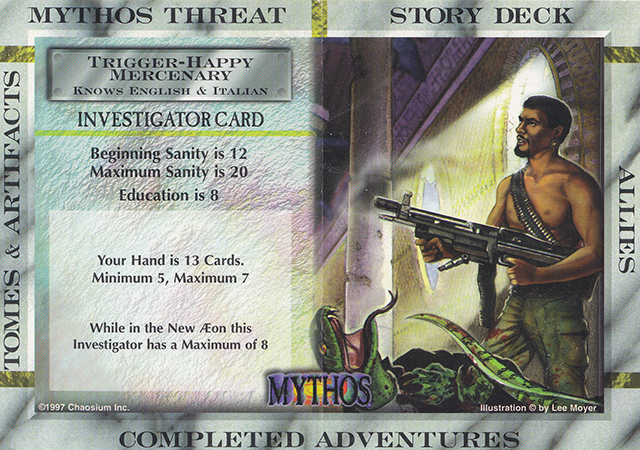 MYTHOS THREAT
STORY DECK
TOMES & ARTIFACTS
ALLIES
TRIGGER-HAPPY
MERCENARY
KNOWS ENGLISH & ITALIAN
INVESTIGATOR CARD
Beginning Sanity is 12
Maximum Sanity is 20
Education is 8
Your Hand is 13 Cards.
Minimum 5, Maximum 7
While in the New Æon this
Investigator has a Maximum of 8
MYTHOS
©1997 Chaosium Inc.
Illustration © by Lee Moyer
COMPLETED ADVENTURES